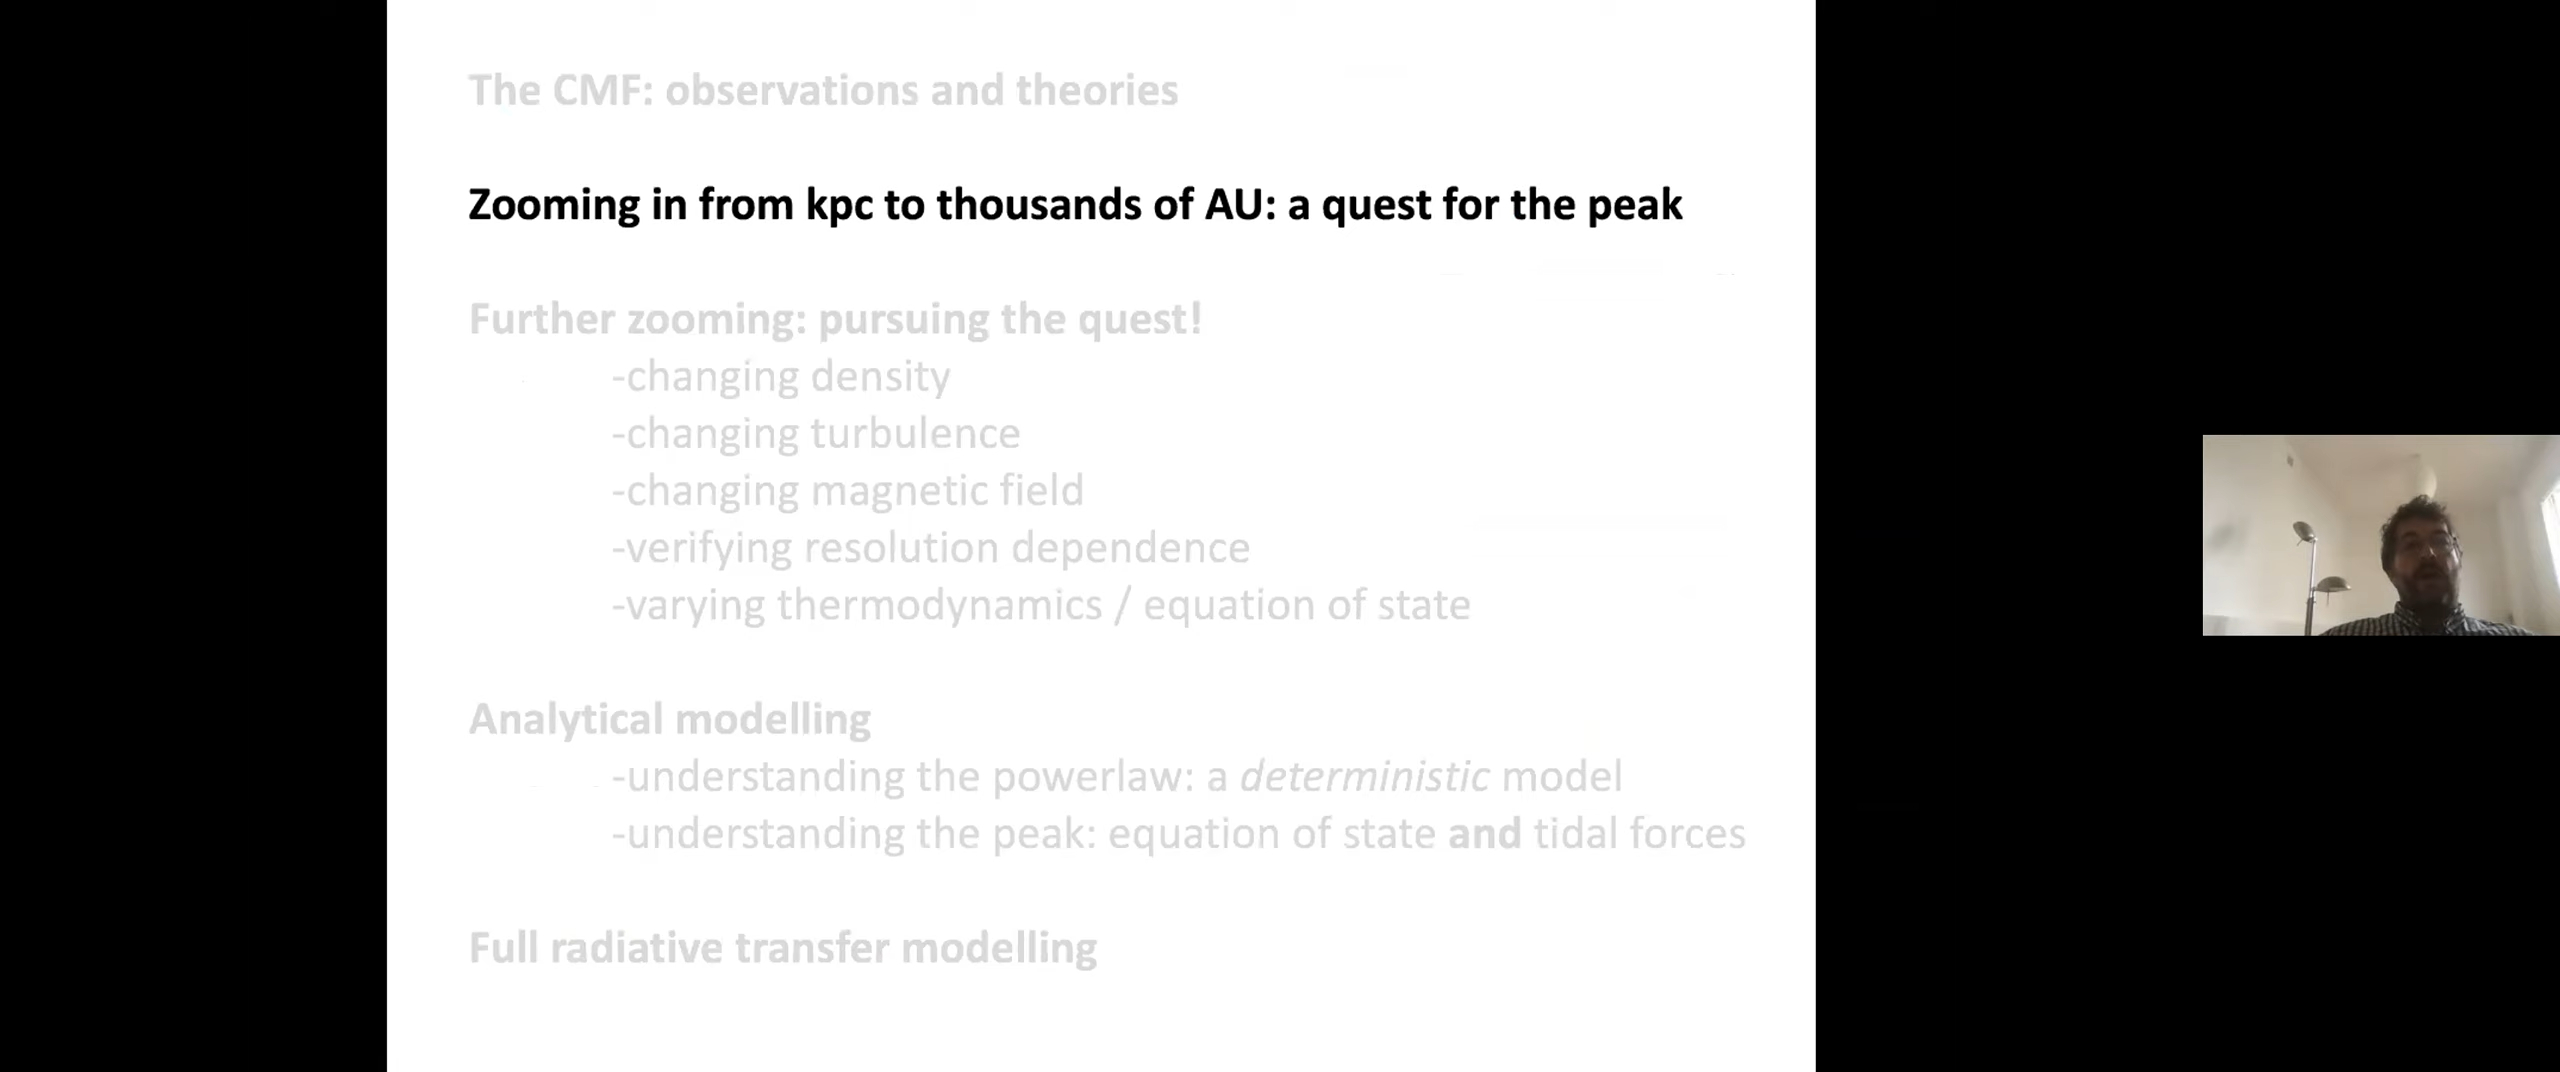 The CMF: observations and theories
Zooming in from kpc to thousands of AU: a quest for the peak
Further zooming: pursuing the quest!
-changing density
-changing turbulence
-changing magnetic field
-verifying resolution dependence
-varying thermodynamics / equation of state
Analytical modelling
-understanding the powerlaw: a deterministic model
-understanding the peak: equation of state and tidal forces
Full radiative transfer modelling